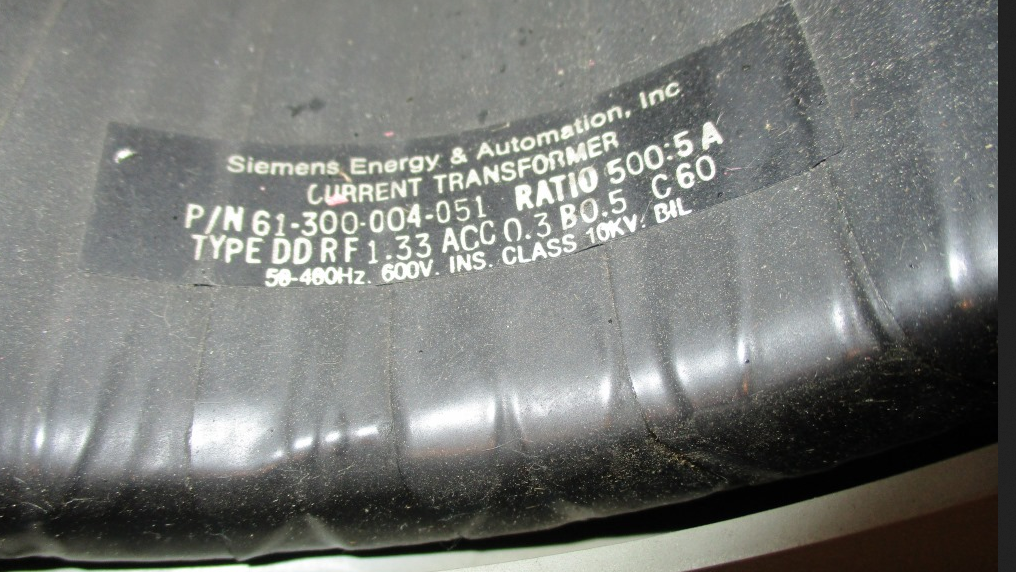 Siemens Energy & Automation, Inc
CURRENT TRANSFORMER
P/N 61-300-004-051 RATIO 500:5 A
TYPE DD RF 1.33 ACC 0.3 B0.5 C 60
50-400Hz. 600V. INS. CLASS 10KV. BIL